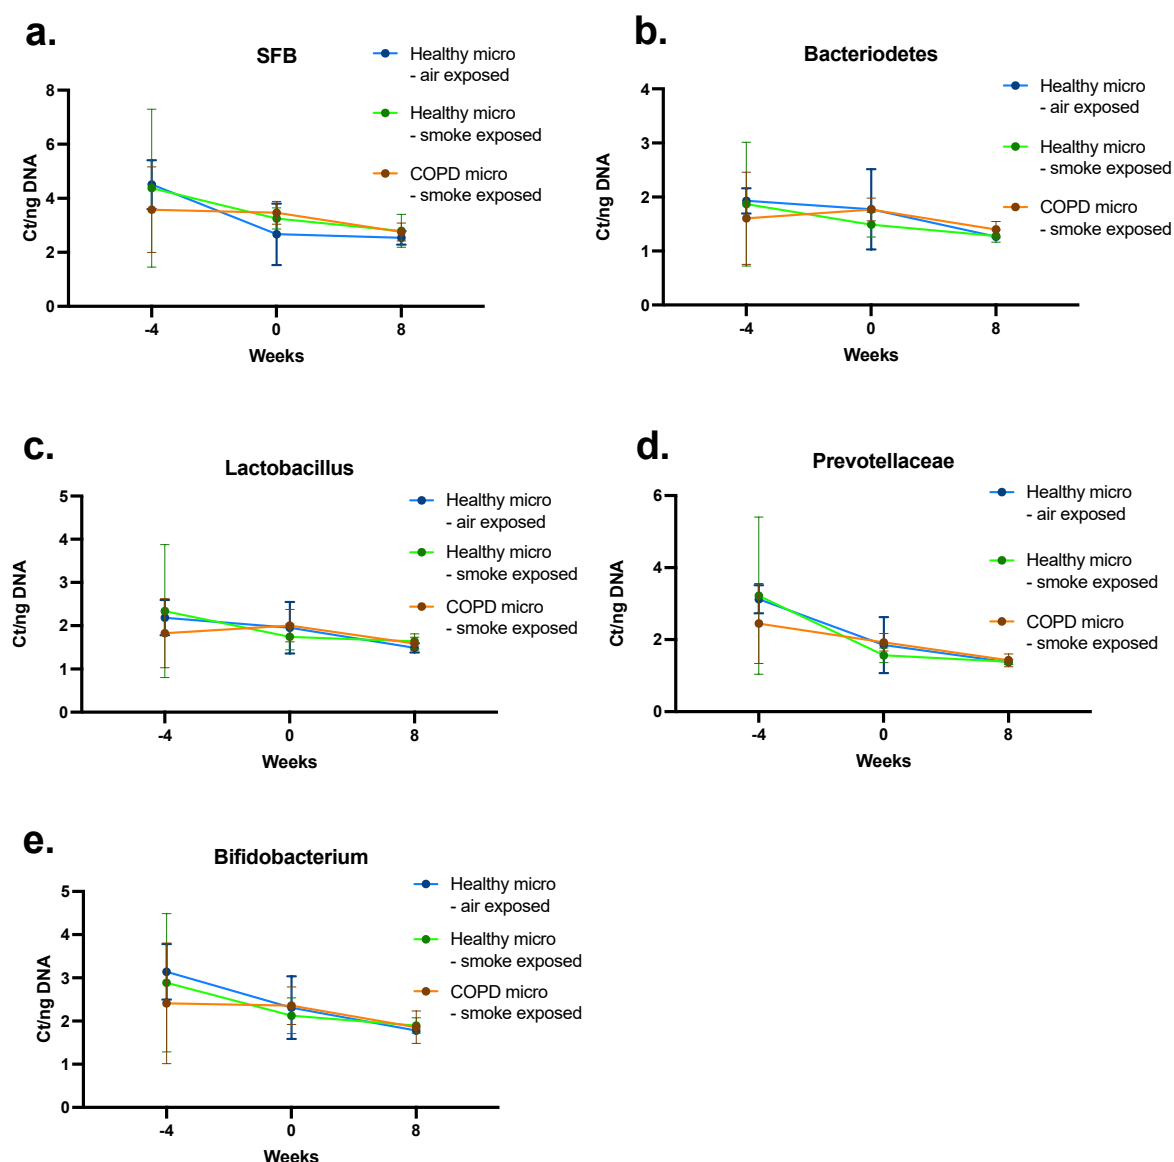 a.
SFB
Healthy micro
- air exposed
Healthy micro
- smoke exposed
COPD micro
- smoke exposed
Ct/ng DNA
8
6
4
2
0
-4
0
8
Weeks
b.
Bacteriodetes
Healthy micro
- air exposed
Healthy micro
- smoke exposed
COPD micro
- smoke exposed
Ct/ng DNA
4
3
2
1
0
-4
0
8
Weeks
c.
Lactobacillus
Healthy micro
- air exposed
Healthy micro
- smoke exposed
COPD micro
- smoke exposed
Ct/ng DNA
5
4
3
2
1
0
-4
0
8
Weeks
d.
Prevotellaceae
Healthy micro
- air exposed
Healthy micro
- smoke exposed
COPD micro
- smoke exposed
Ct/ng DNA
6
4
2
0
-4
0
8
Weeks
e.
Bifidobacterium
Healthy micro
- air exposed
Healthy micro
- smoke exposed
COPD micro
- smoke exposed
Ct/ng DNA
5
4
3
2
1
0
-4
0
8
Weeks